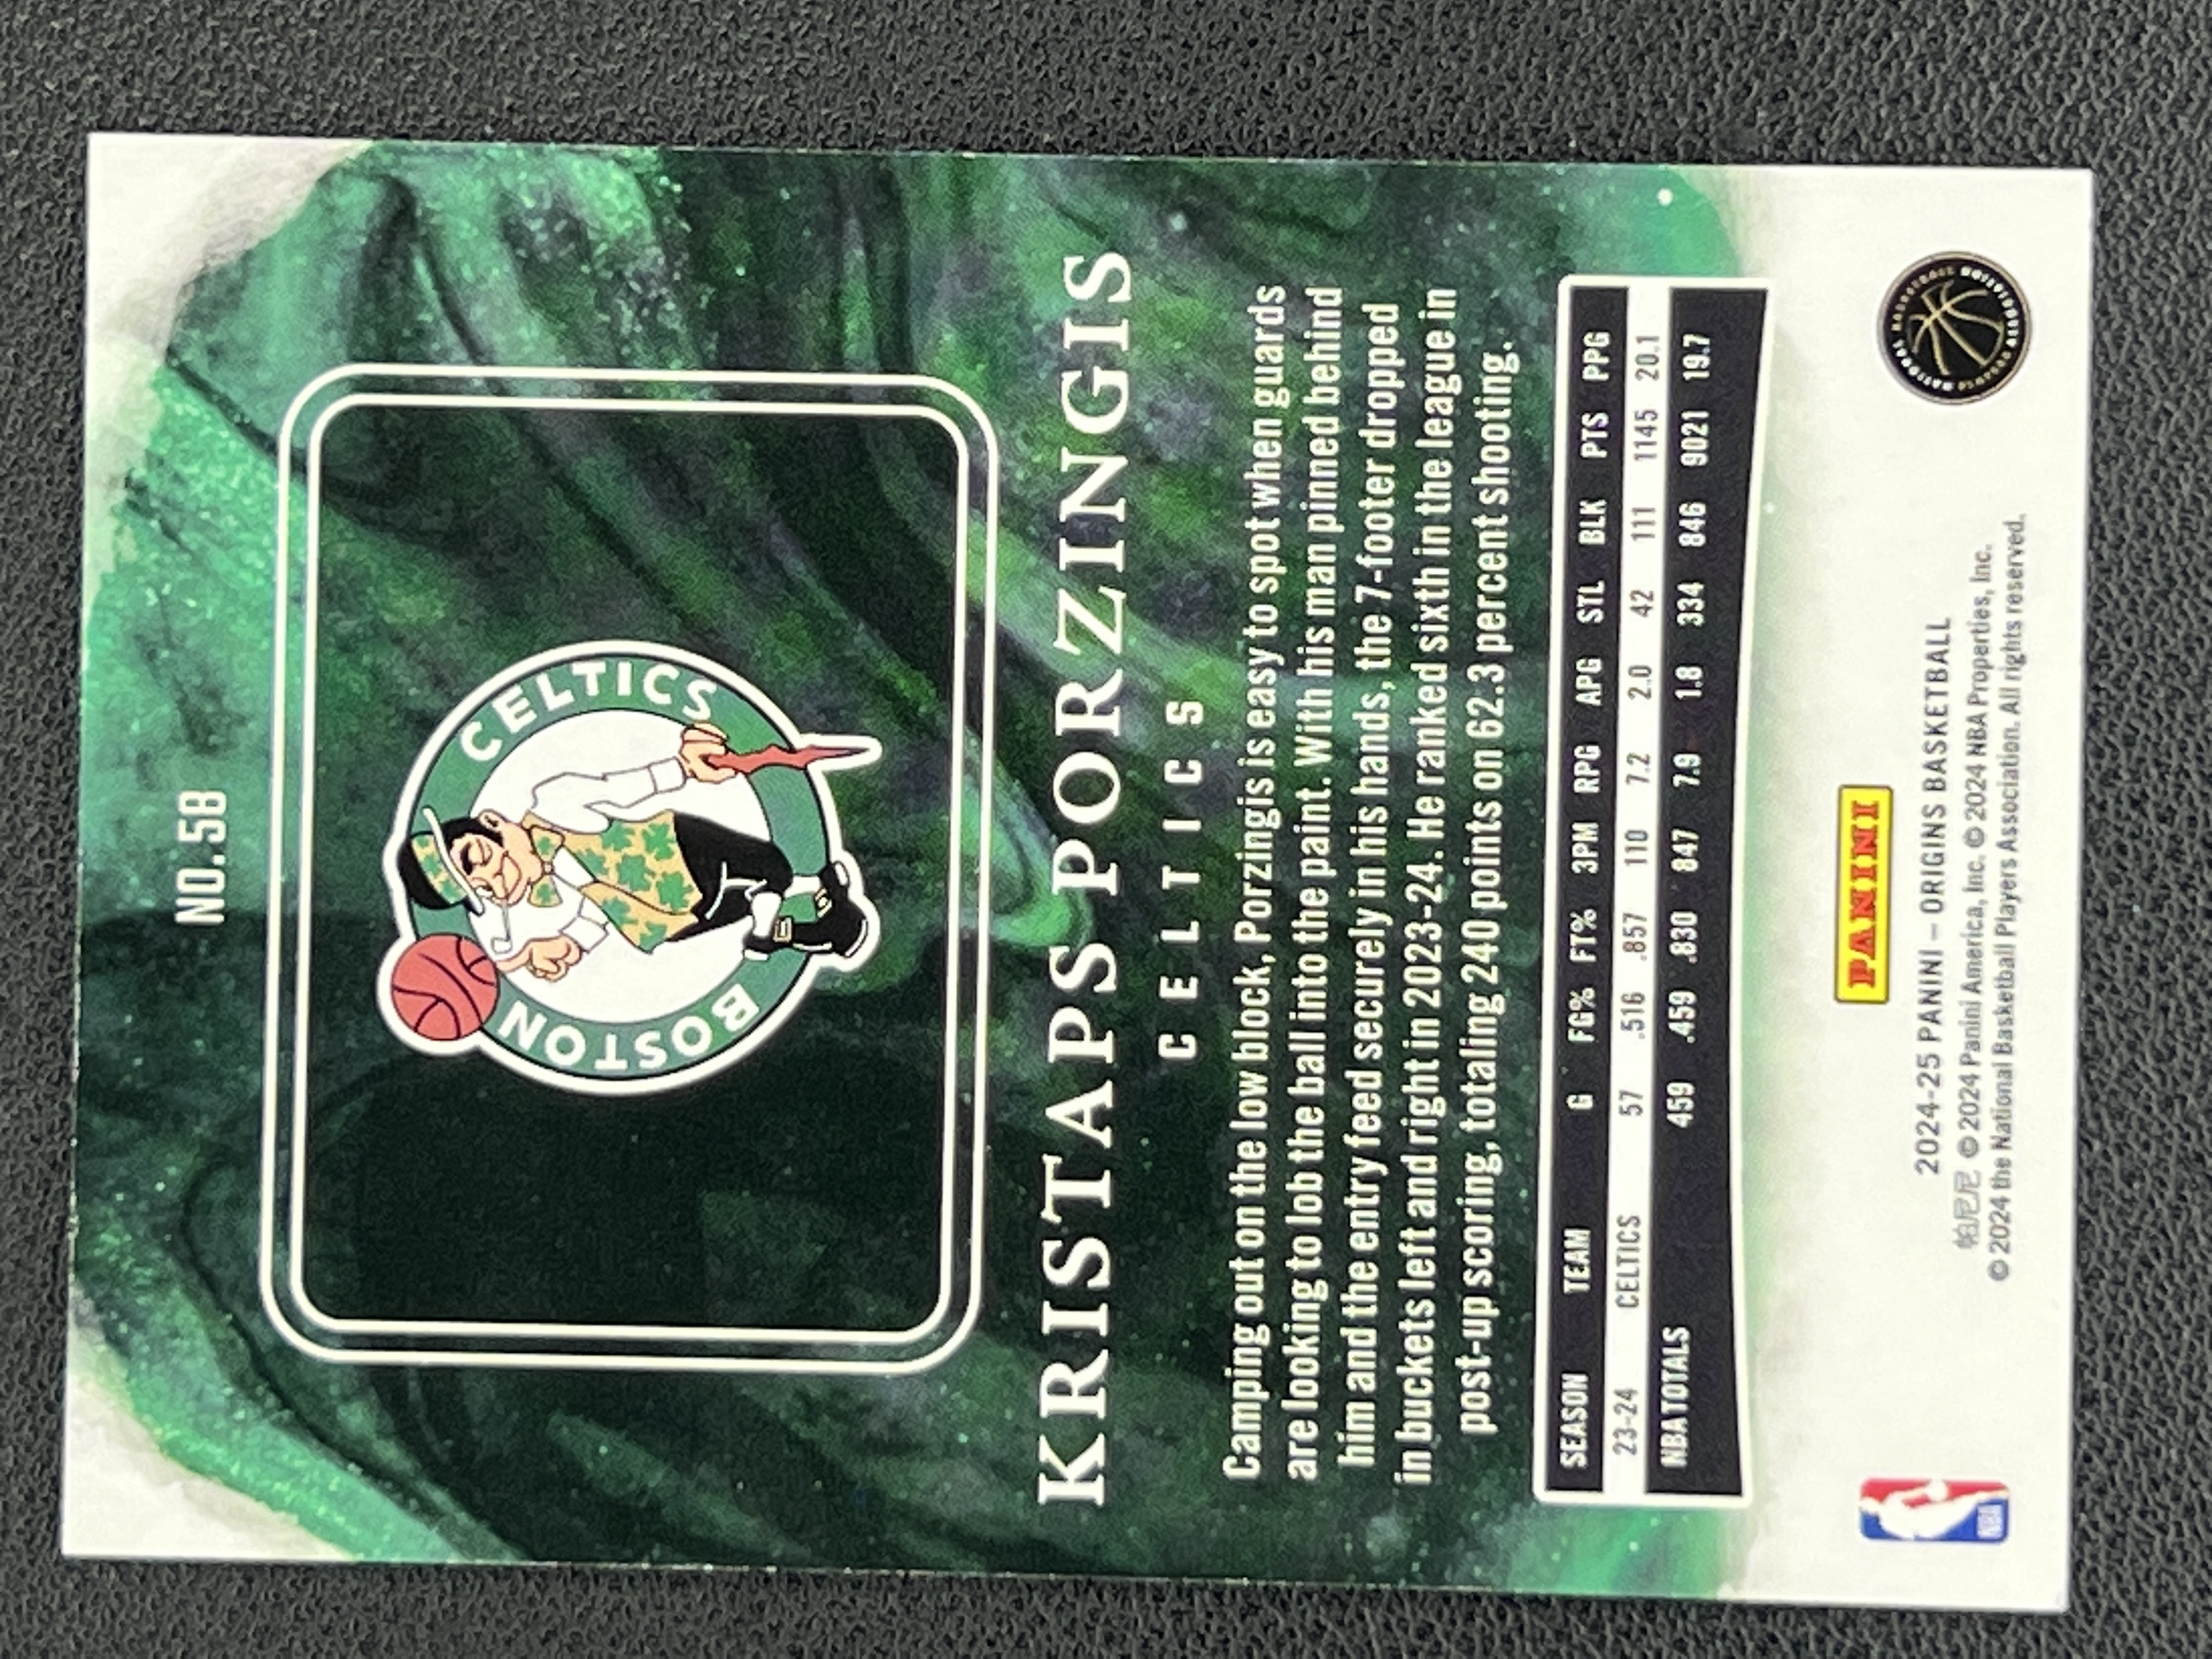 NO. 58
BOSTON CELTICS
KRISTAPS PORZINGIS
CELTICS
Camping out on the low block, Porzingis is easy to spot when guards
are looking to lob the ball into the paint. With his man pinned behind
him and the entry feed securely in his hands, the 7-footer dropped
in buckets left and right in 2023-24. He ranked sixth in the league in
post-up scoring, totaling 240 points on 62.3 percent shooting.
SEASON TEAM G FG% FT% 3PM RPG APG STL BLK PTS PPG
23-24 CELTICS 57 .516 .857 110 7.2 2.0 42 111 1145 20.1
NBA TOTALS 459 .459 .830 847 7.9 1.8 334 846 9021 19.7
PANINI
2024-25 PANINI – ORIGINS BASKETBALL
帕尼尼 © 2024 Panini America, Inc. © 2024 NBA Properties, Inc.
© 2024 the National Basketball Players Association. All rights reserved.
NBA